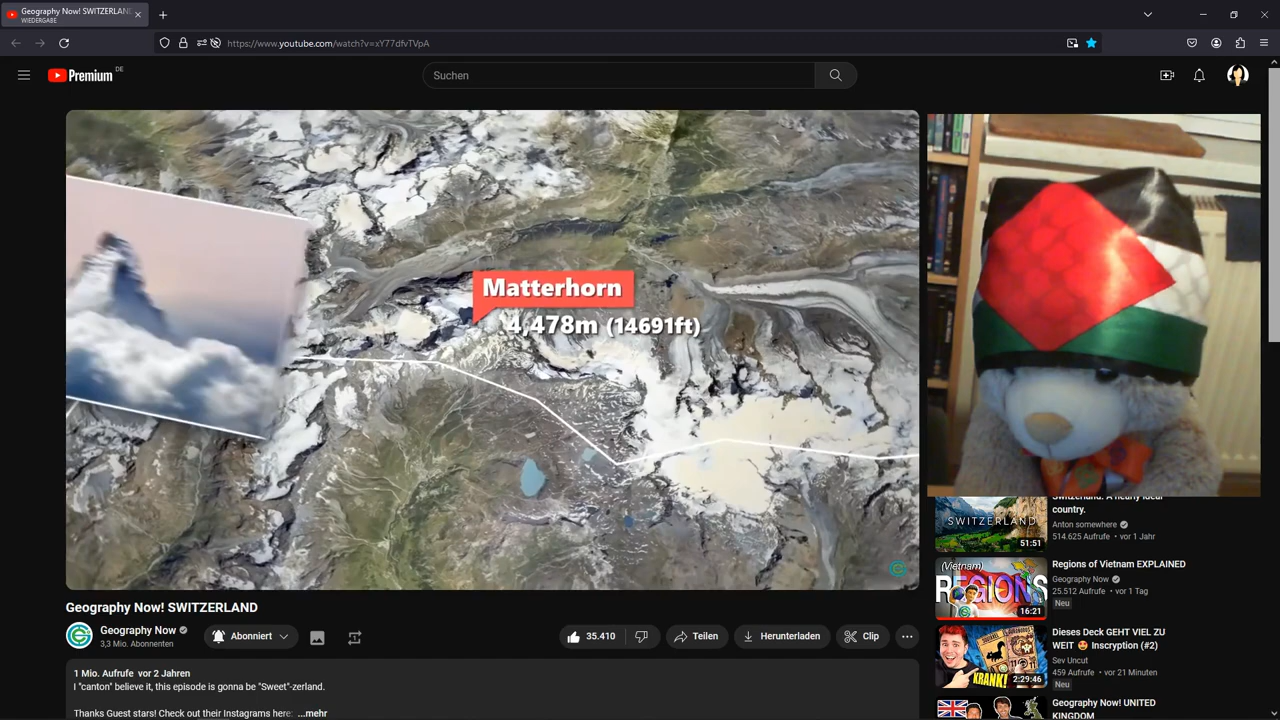 Geography Now! SWITZERLAND
WIEDERGABE
https://www.youtube.com/watch?v=xY77dfvTVpA
Premium DE
Suchen
Matterhorn
4,478m (14691ft)
Geography Now! SWITZERLAND
Geography Now
3,3 Mio. Abonnenten
Abonniert
35.410
Teilen
Herunterladen
Clip
1 Mio. Aufrufe vor 2 Jahren
I "canton" believe it, this episode is gonna be "Sweet"-zerland.
Thanks Guest stars! Check out their Instagrams here: ...mehr
SWITZERLAND
51:51
Switzerland. A nearly ideal
country.
Anton somewhere
514.625 Aufrufe • vor 1 Jahr
(Vietnam)
REGIONS
16:21
Regions of Vietnam EXPLAINED
Geography Now
25.512 Aufrufe • vor 1 Tag
Neu
KRANK!
2:29:46
Dieses Deck GEHT VIEL ZU
WEIT 🤩 Inscryption (#2)
Sev Uncut
459 Aufrufe • vor 21 Minuten
Neu
Geography Now! UNITED
KINGDOM